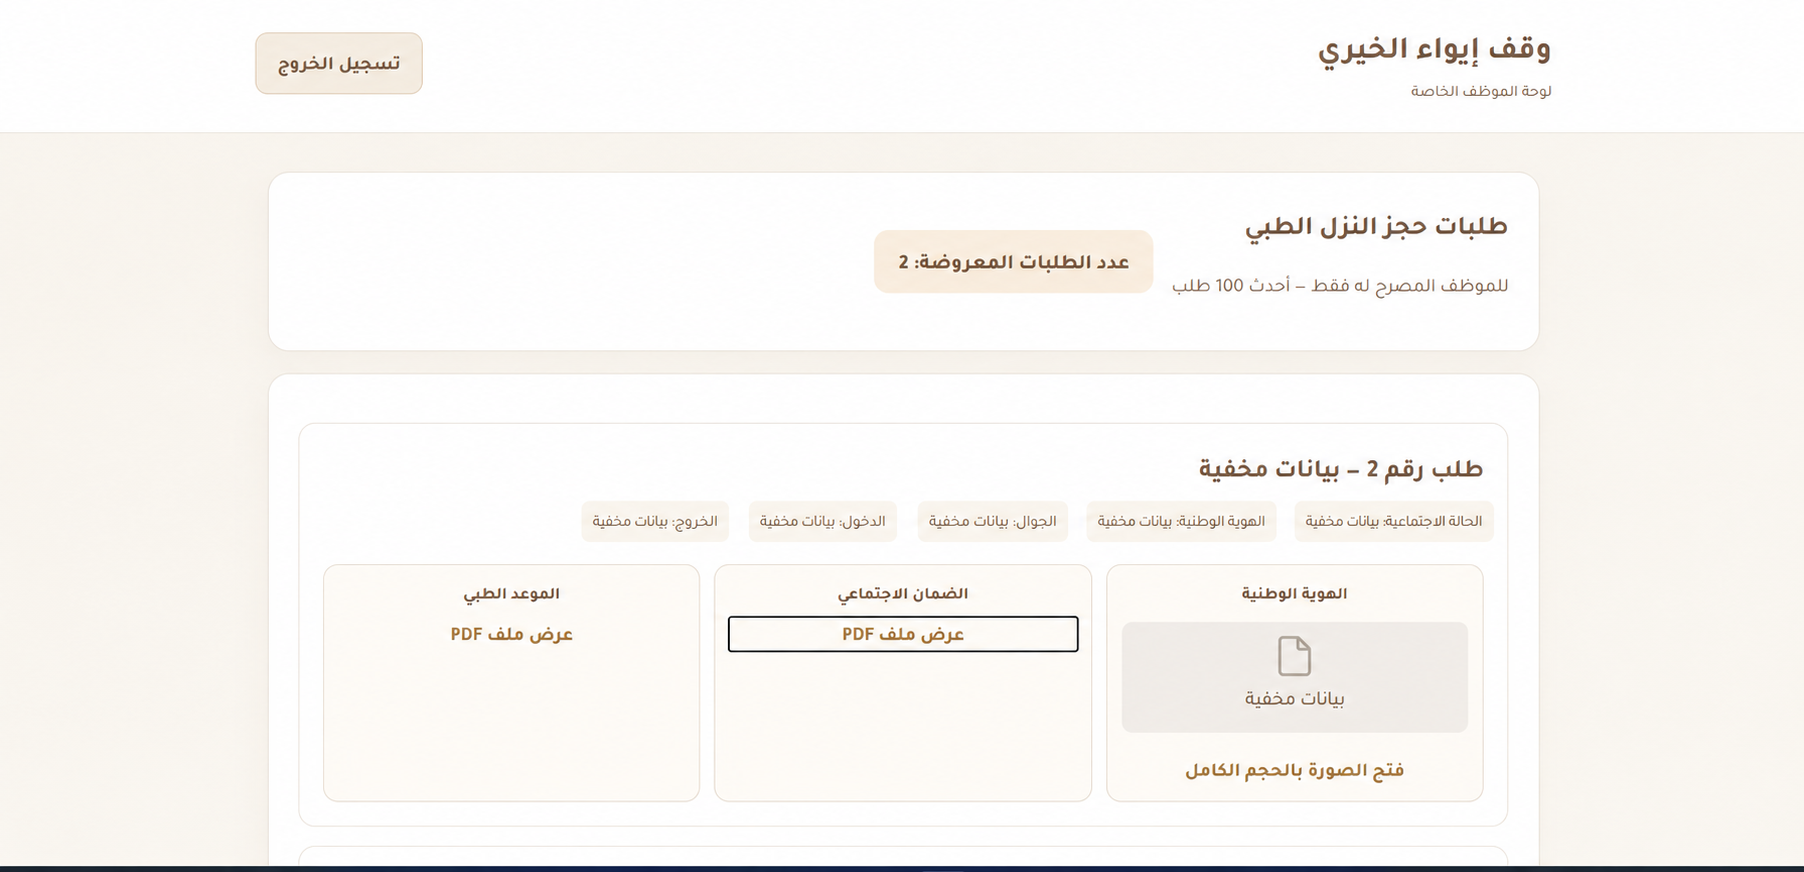 وقف إيواء الخيري
لوحة الموظف الخاصة
تسجيل الخروج
طلبات حجز النزل الطبي
للموظف المصرح له فقط – أحدث 100 طلب
عدد الطلبات المعروضة: 2
طلب رقم 2 – بيانات مخفية
الحالة الاجتماعية: بيانات مخفية
الهوية الوطنية: بيانات مخفية
الجوال: بيانات مخفية
الدخول: بيانات مخفية
الخروج: بيانات مخفية
الهوية الوطنية
بيانات مخفية
فتح الصورة بالحجم الكامل
الضمان الاجتماعي
عرض ملف PDF
الموعد الطبي
عرض ملف PDF